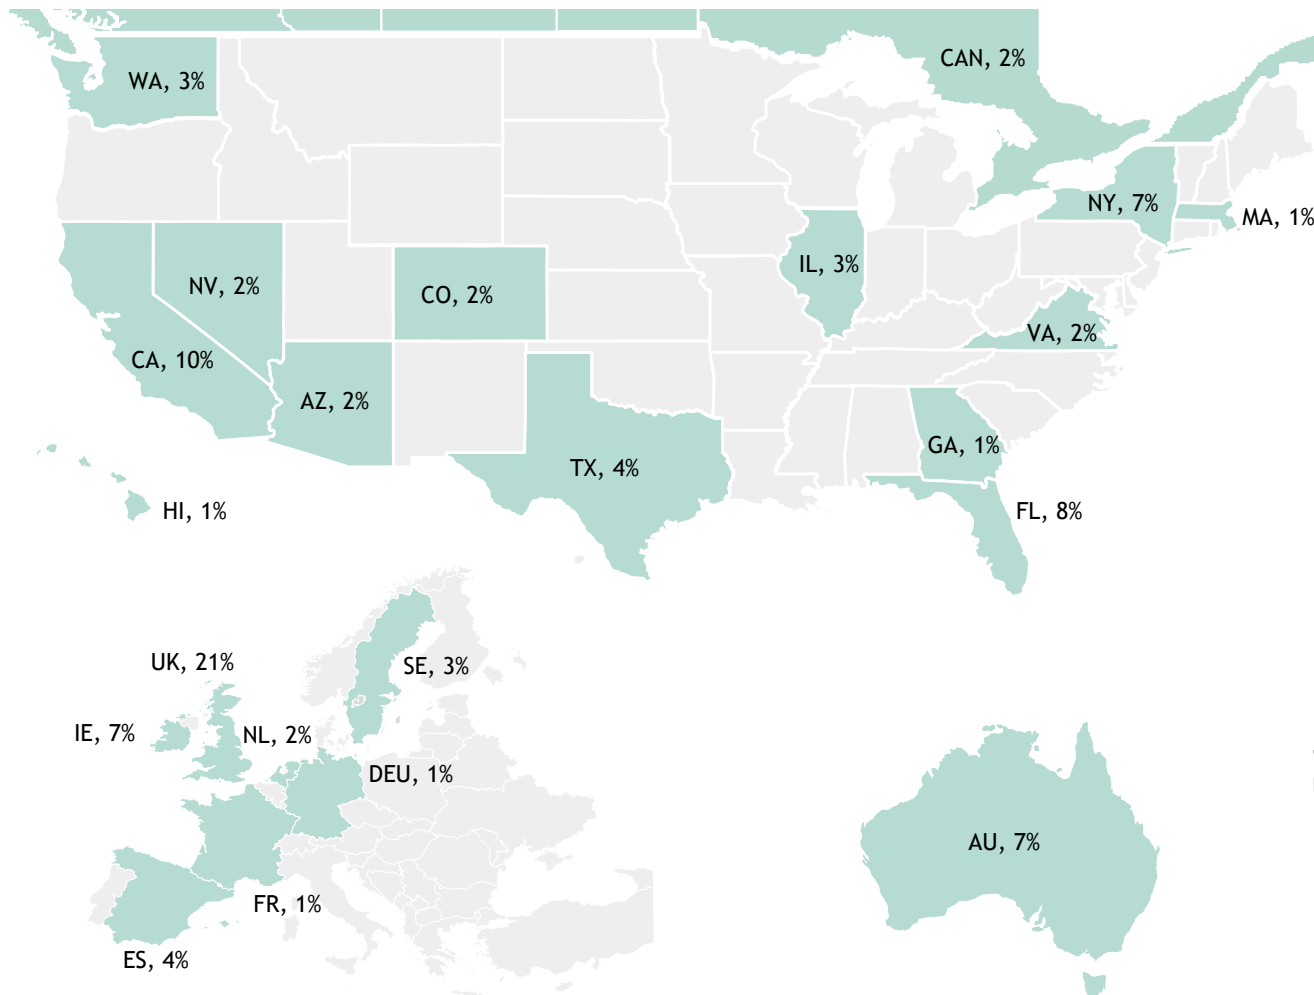 CAN, 2%
WA, 3%
NY, 7%
MA, 1%
IL, 3%
NV, 2%
CO, 2%
VA, 2%
CA, 10%
AZ, 2%
GA, 1%
TX, 4%
HI, 1%
FL, 8%
UK, 21%
SE, 3%
IE, 7%
NL, 2%
DEU, 1%
AU, 7%
FR, 1%
ES, 4%